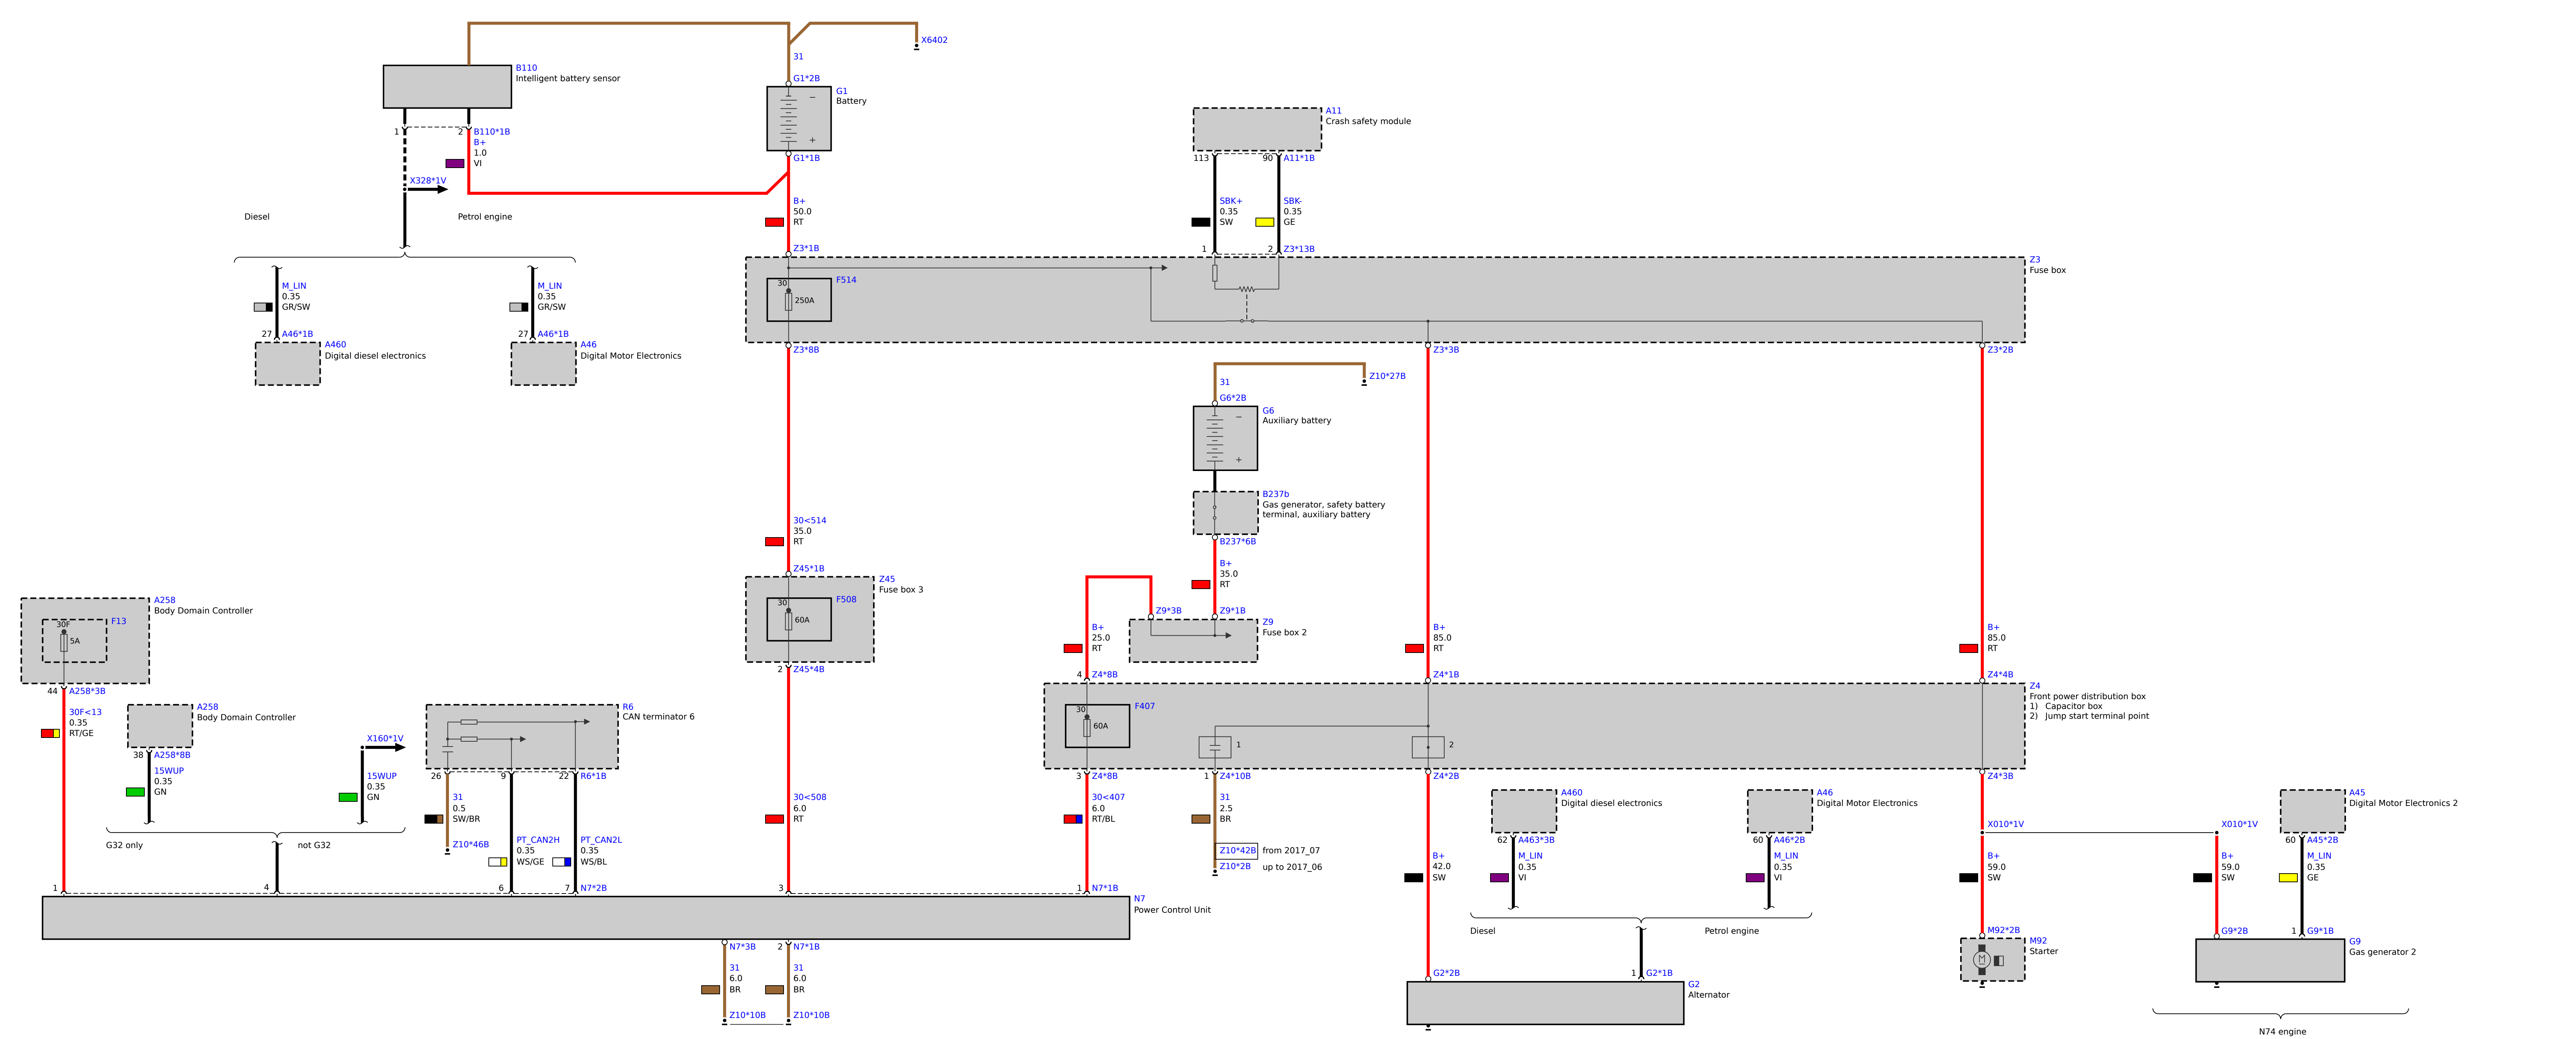 X6402
31
G1*2B
B110
Intelligent battery sensor
G1
Battery
−
+
1
2
B110*1B
B+
1.0
VI
G1*1B
X328*1V
Diesel
Petrol engine
B+
50.0
RT
A11
Crash safety module
113
90
A11*1B
SBK+
0.35
SW
SBK-
0.35
GE
Z3*1B
1
2
Z3*13B
Z3
Fuse box
30
F514
250A
M_LIN
0.35
GR/SW
27
A46*1B
A460
Digital diesel electronics
M_LIN
0.35
GR/SW
27
A46*1B
A46
Digital Motor Electronics
Z3*8B
Z3*3B
Z3*2B
Z10*27B
31
G6*2B
G6
Auxiliary battery
−
+
B237b
Gas generator, safety battery
terminal, auxiliary battery
B237*6B
B+
35.0
RT
30<514
35.0
RT
Z45*1B
Z45
Fuse box 3
30
F508
60A
2
Z45*4B
Z9*3B
Z9*1B
Z9
Fuse box 2
B+
25.0
RT
B+
85.0
RT
B+
85.0
RT
4
Z4*8B
Z4*1B
Z4*4B
Z4
Front power distribution box
1) Capacitor box
2) Jump start terminal point
30
F407
60A
1
2
A258
Body Domain Controller
30F
F13
5A
44
A258*3B
30F<13
0.35
RT/GE
A258
Body Domain Controller
38
A258*8B
15WUP
0.35
GN
X160*1V
15WUP
0.35
GN
G32 only
not G32
R6
CAN terminator 6
26
9
22
R6*1B
31
0.5
SW/BR
Z10*46B
PT_CAN2H
0.35
WS/GE
PT_CAN2L
0.35
WS/BL
30<508
6.0
RT
3
Z4*8B
30<407
6.0
RT/BL
1
Z4*10B
31
2.5
BR
Z10*42B
from 2017_07
Z10*2B
up to 2017_06
Z4*2B
Z4*3B
B+
42.0
SW
A460
Digital diesel electronics
62
A463*3B
M_LIN
0.35
VI
A46
Digital Motor Electronics
60
A46*2B
M_LIN
0.35
VI
Diesel
Petrol engine
X010*1V
B+
59.0
SW
X010*1V
B+
59.0
SW
A45
Digital Motor Electronics 2
60
A45*2B
M_LIN
0.35
GE
1
4
6
7
N7*2B
3
1
N7*1B
N7
Power Control Unit
N7*3B
2
N7*1B
31
6.0
BR
31
6.0
BR
Z10*10B
Z10*10B
G2*2B
1
G2*1B
G2
Alternator
M92*2B
M92
Starter
M
G9*2B
1
G9*1B
G9
Gas generator 2
N74 engine